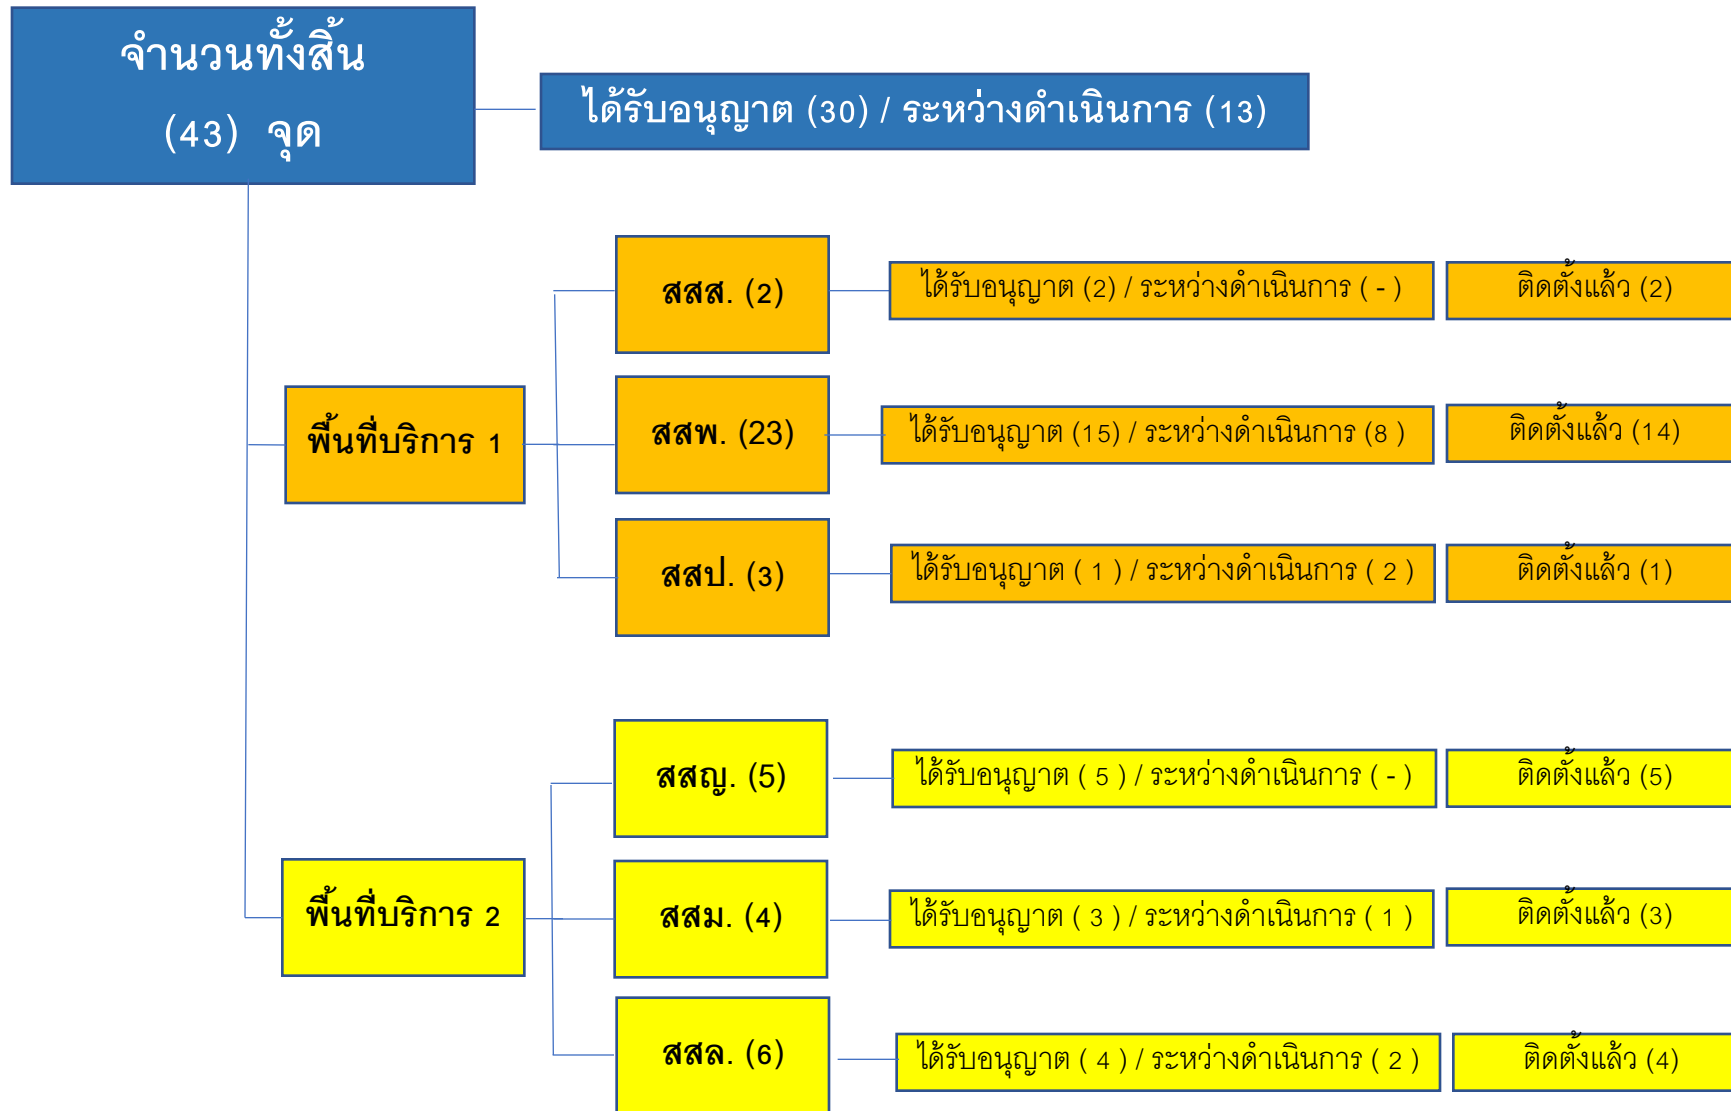 จำนวนทั้งสิ้น
(43) จุด
ได้รับอนุญาต (30) / ระหว่างดำเนินการ (13)
สสส. (2)
ได้รับอนุญาต (2) / ระหว่างดำเนินการ ( - )
ติดตั้งแล้ว (2)
พื้นที่บริการ 1
สสพ. (23)
ได้รับอนุญาต (15) / ระหว่างดำเนินการ (8 )
ติดตั้งแล้ว (14)
สสป. (3)
ได้รับอนุญาต ( 1 ) / ระหว่างดำเนินการ ( 2 )
ติดตั้งแล้ว (1)
สสญ. (5)
ได้รับอนุญาต ( 5 ) / ระหว่างดำเนินการ ( - )
ติดตั้งแล้ว (5)
พื้นที่บริการ 2
สสม. (4)
ได้รับอนุญาต ( 3 ) / ระหว่างดำเนินการ ( 1 )
ติดตั้งแล้ว (3)
สสล. (6)
ได้รับอนุญาต ( 4 ) / ระหว่างดำเนินการ ( 2 )
ติดตั้งแล้ว (4)